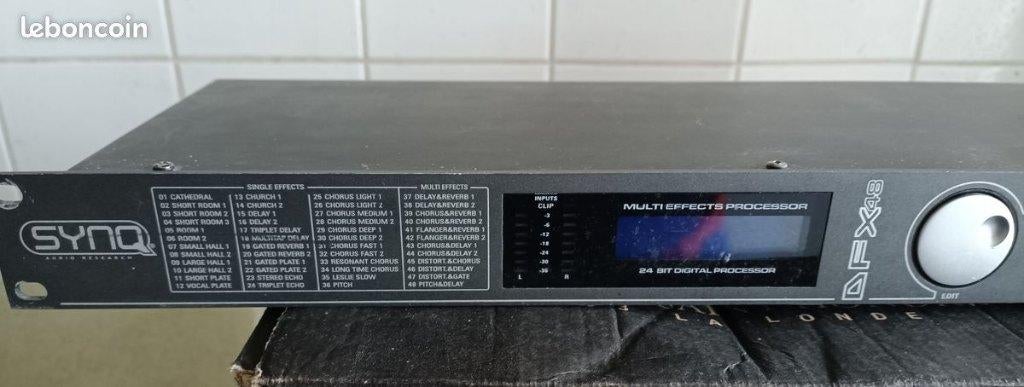 leboncoin
SINGLE EFFECTS
MULTI EFFECTS
01 CATHEDRAL
02 SHORT ROOM 1
03 SHORT ROOM 2
04 SHORT ROOM 3
05 ROOM 1
06 ROOM 2
07 SMALL HALL 1
08 SMALL HALL 2
09 LARGE HALL 1
10 LARGE HALL 2
11 SHORT PLATE
12 VOCAL PLATE
13 CHURCH 1
14 CHURCH 2
15 DELAY 1
16 DELAY 2
17 TRIPLET DELAY
18 MULTITAP DELAY
19 GATED REVERB 1
20 GATED REVERB 2
21 GATED PLATE 1
22 GATED PLATE 2
23 STEREO ECHO
24 TRIPLET ECHO
25 CHORUS LIGHT 1
26 CHORUS LIGHT 2
27 CHORUS MEDIUM 1
28 CHORUS MEDIUM 2
29 CHORUS DEEP 1
30 CHORUS DEEP 2
31 CHORUS FAST 1
32 CHORUS FAST 2
33 RESONANT CHORUS
34 LONG TIME CHORUS
35 LESLIE SLOW
36 PITCH
37 DELAY&REVERB 1
38 DELAY&REVERB 2
39 CHORUS&REVERB 1
40 CHORUS&REVERB 2
41 FLANGER&REVERB 1
42 FLANGER&REVERB 2
43 CHORUS&DELAY 1
44 CHORUS&DELAY 2
45 DISTORT.&CHORUS
46 DISTORT.&DELAY
47 DIST.&GATE
48 PITCH&DELAY
SYNQ
AUDIO RESEARCH
INPUTS
CLIP
-3
-6
-12
-18
-24
-30
-36
L R
MULTI EFFECTS PROCESSOR
24 BIT DIGITAL PROCESSOR
DFX48
EDIT
LA LONDE